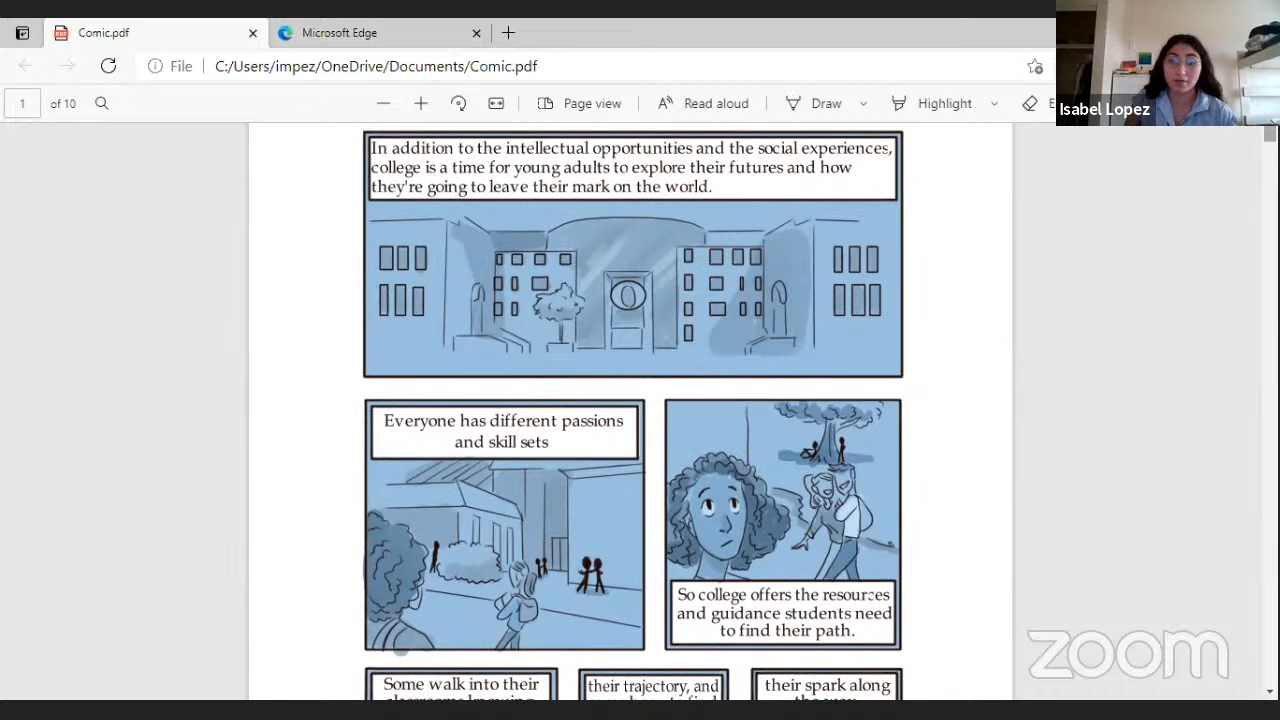 Comic.pdf
Microsoft Edge
File
C:/Users/impez/OneDrive/Documents/Comic.pdf
1 of 10
Page view
Read aloud
Draw
Highlight
Isabel Lopez
In addition to the intellectual opportunities and the social experiences,
college is a time for young adults to explore their futures and how
they're going to leave their mark on the world.
Everyone has different passions
and skill sets
So college offers the resources
and guidance students need
to find their path.
Some walk into their
their trajectory, and
their spark along
zoom